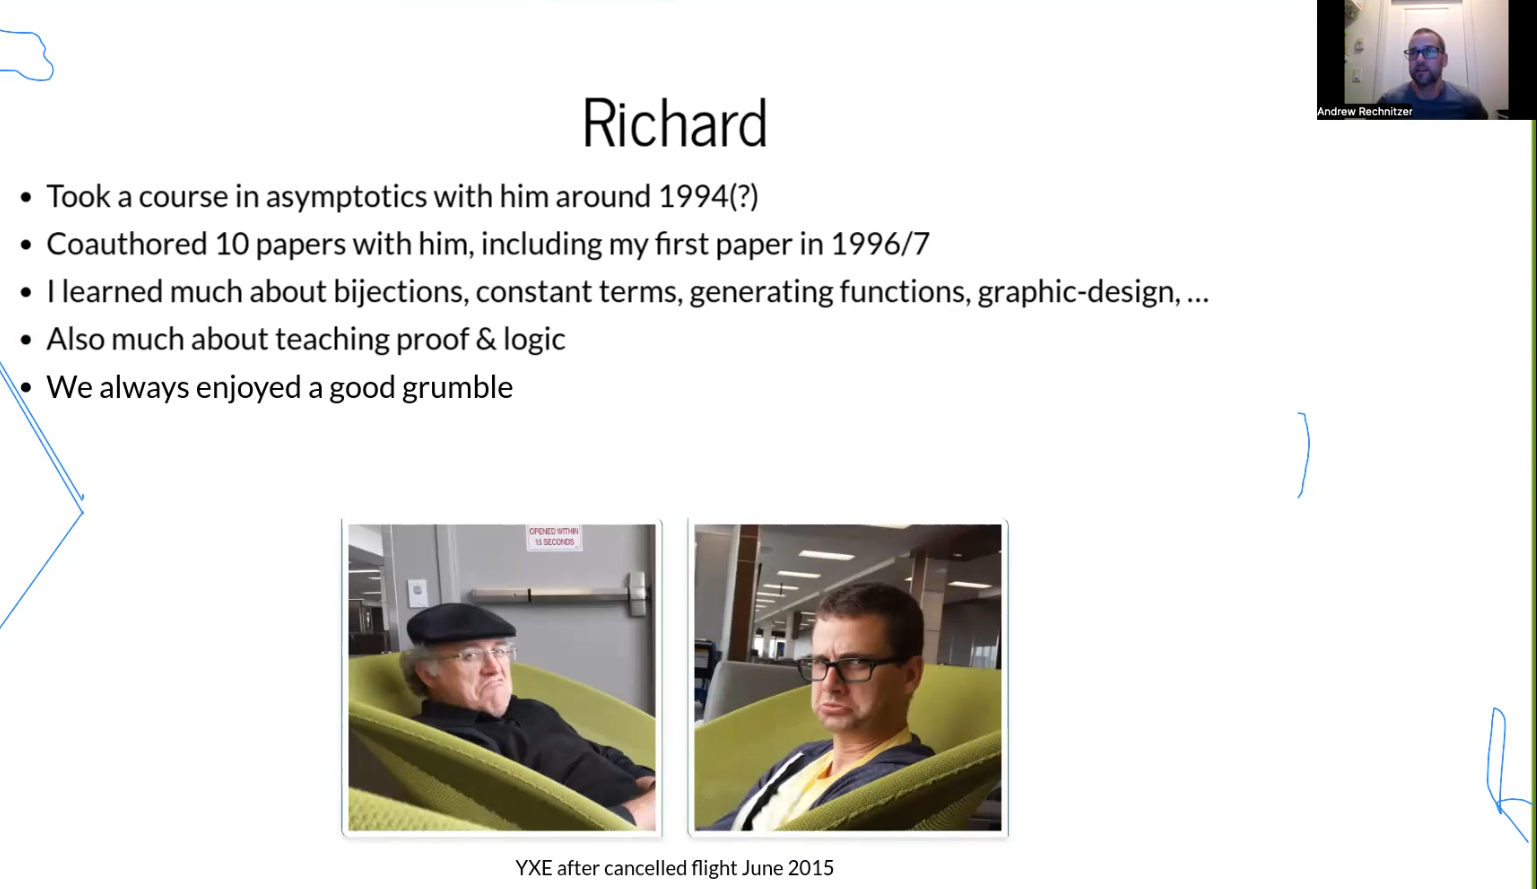 Andrew Rechnitzer
Richard
• Took a course in asymptotics with him around 1994(?)
• Coauthored 10 papers with him, including my first paper in 1996/7
• I learned much about bijections, constant terms, generating functions, graphic-design, ...
• Also much about teaching proof & logic
• We always enjoyed a good grumble
OPENED WITHIN
15 SECONDS
YXE after cancelled flight June 2015